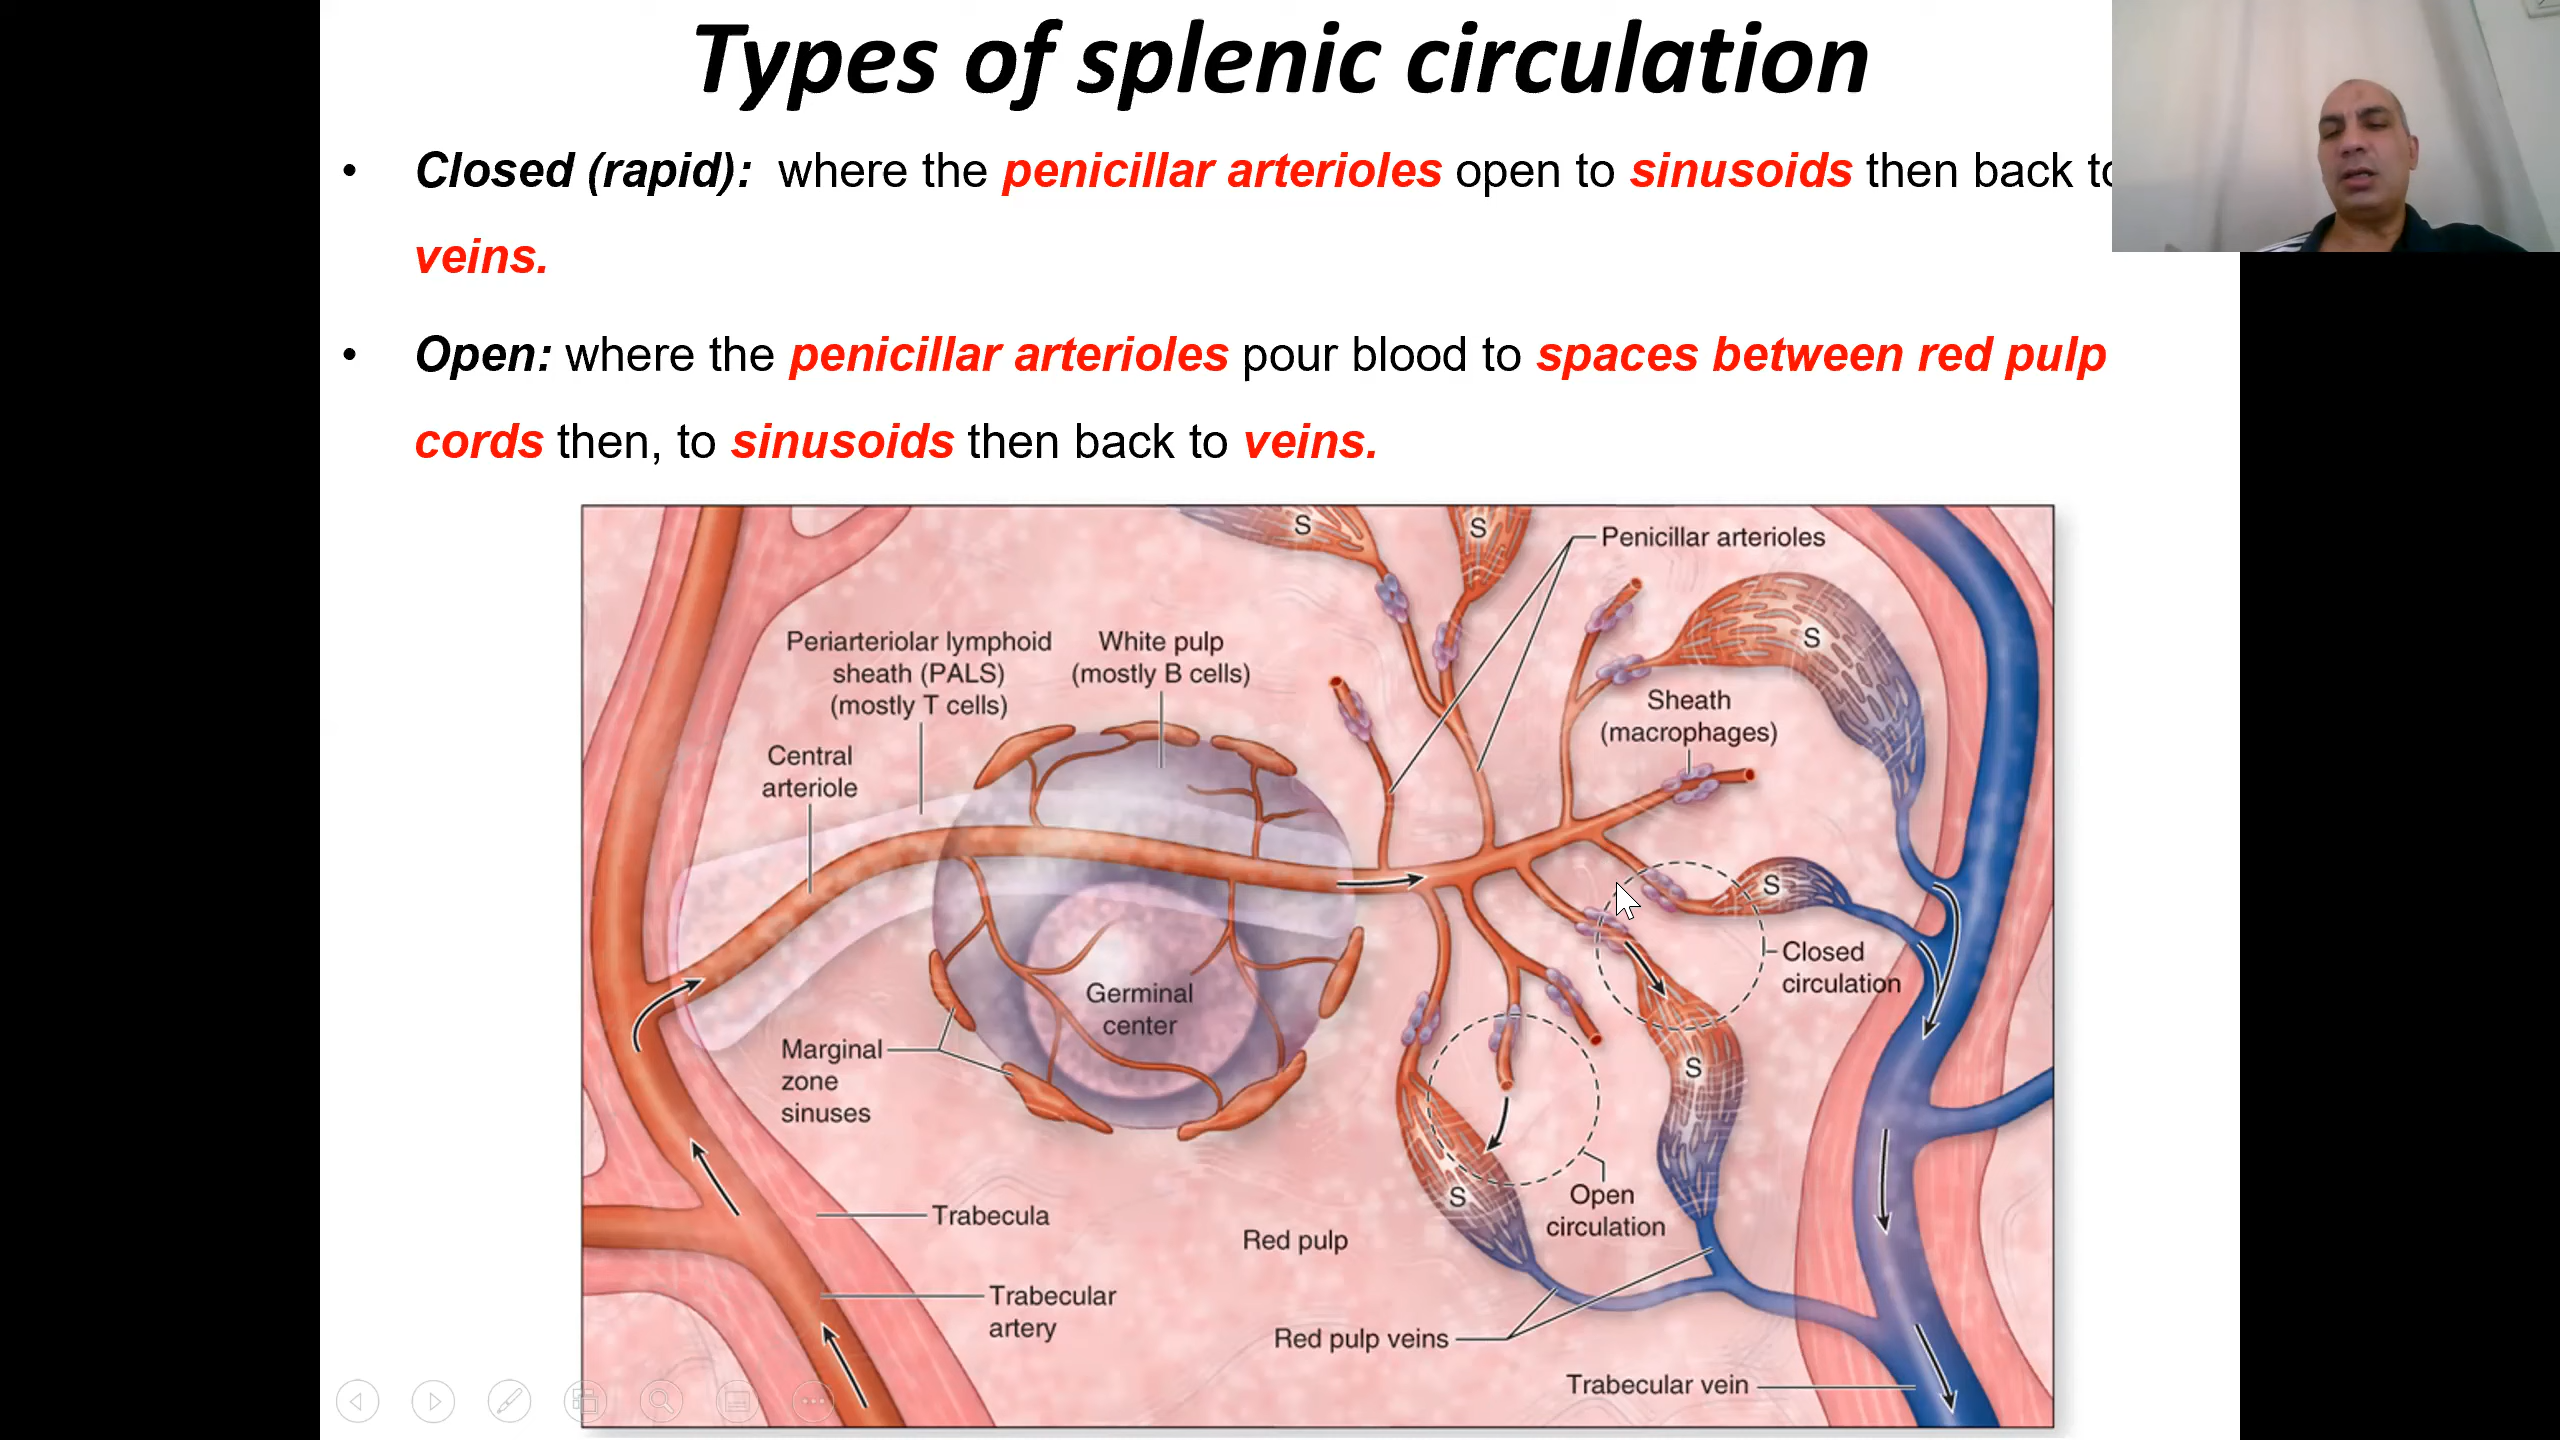 Types of splenic circulation
• Closed (rapid): where the penicillar arterioles open to sinusoids then back to
veins.
• Open: where the penicillar arterioles pour blood to spaces between red pulp
cords then, to sinusoids then back to veins.
S
S
Penicillar arterioles
Periarteriolar lymphoid
sheath (PALS)
(mostly T cells)
White pulp
(mostly B cells)
S
Sheath
(macrophages)
Central
arteriole
S
Closed
circulation
Germinal
center
Marginal
zone
sinuses
S
S
Open
circulation
Trabecula
Red pulp
Trabecular
artery
Red pulp veins
Trabecular vein